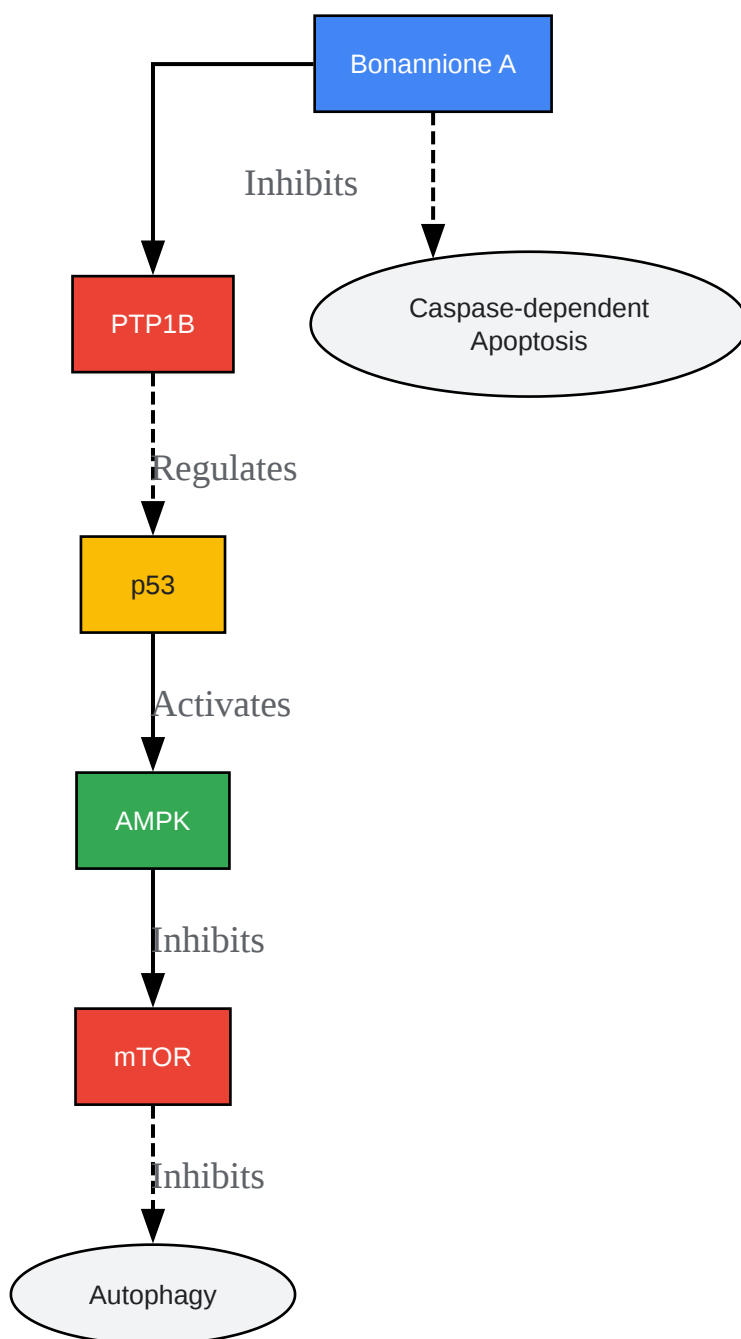 Bonannione A
Inhibits
PTP1B
Caspase-dependent
Apoptosis
Regulates
p53
Activates
AMPK
Inhibits
mTOR
Inhibits
Autophagy